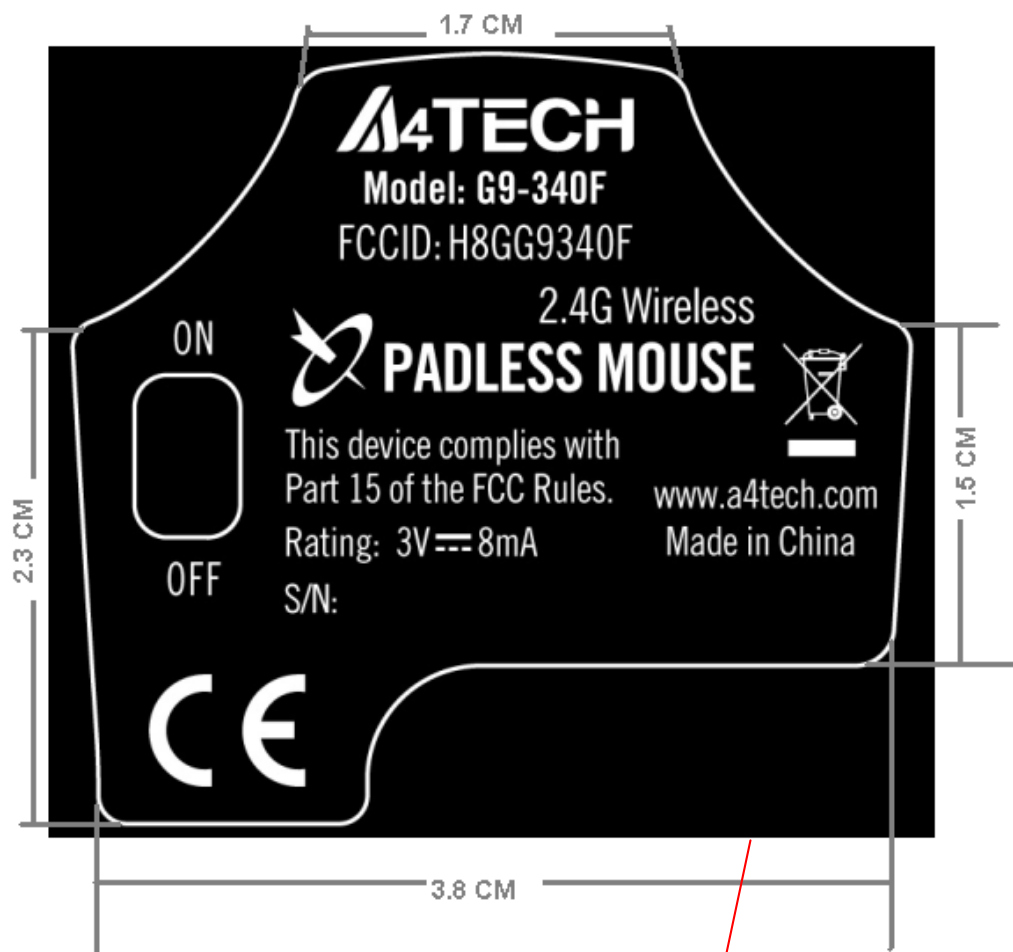 1.7 CM
A4TECH
Model: G9-340F
FCCID: H8GG9340F
2.4G Wireless
PADLESS MOUSE
ON
OFF
This device complies with
Part 15 of the FCC Rules.
Rating: 3V 8mA
S/N:
www.a4tech.com
Made in China
CE
2.3 CM
1.5 CM
3.8 CM